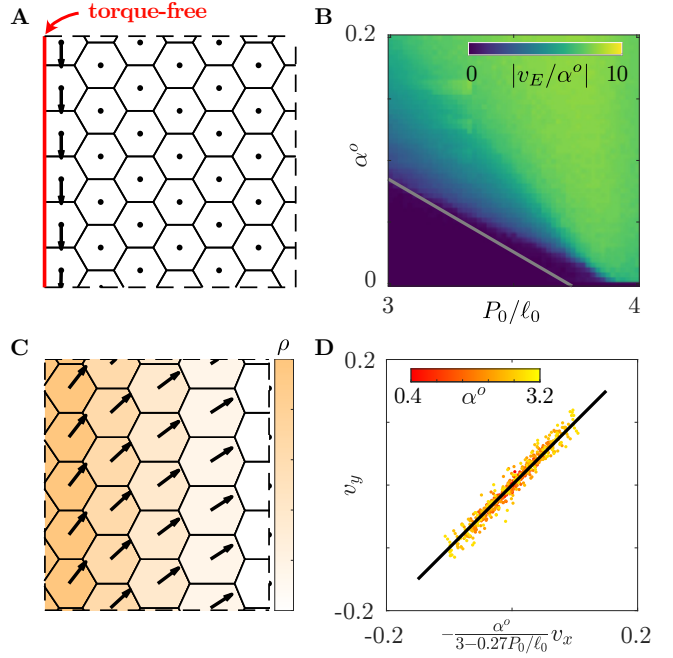 A
torque-free
B
0.2
0
|v_E/α^o|
10
α^o
0
3
P_0/ℓ_0
4
C
ρ
D
0.2
0.4
α^o
3.2
v_y
-0.2
-0.2
-\frac{α^o}{3-0.27P_0/ℓ_0}v_x
0.2